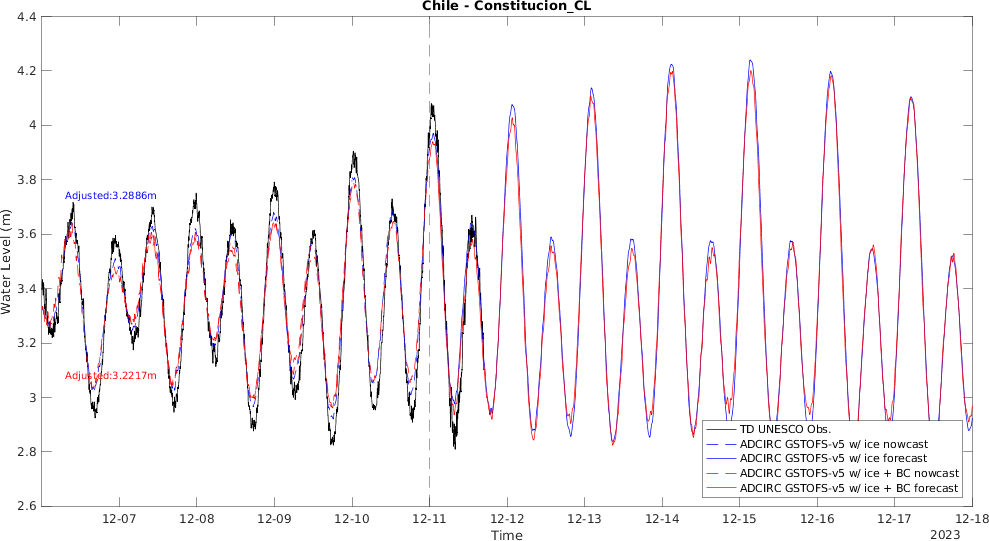 Chile - Constitucion_CL
Water Level (m)
4.4
4.2
4
3.8
3.6
3.4
3.2
3
2.8
2.6
Adjusted:3.2886m
Adjusted:3.2217m
TD UNESCO Obs.
ADCIRC GSTOFS-v5 w/ ice nowcast
ADCIRC GSTOFS-v5 w/ ice forecast
ADCIRC GSTOFS-v5 w/ ice + BC nowcast
ADCIRC GSTOFS-v5 w/ ice + BC forecast
12-07 12-08 12-09 12-10 12-11 12-12 12-13 12-14 12-15 12-16 12-17 12-18
Time
2023